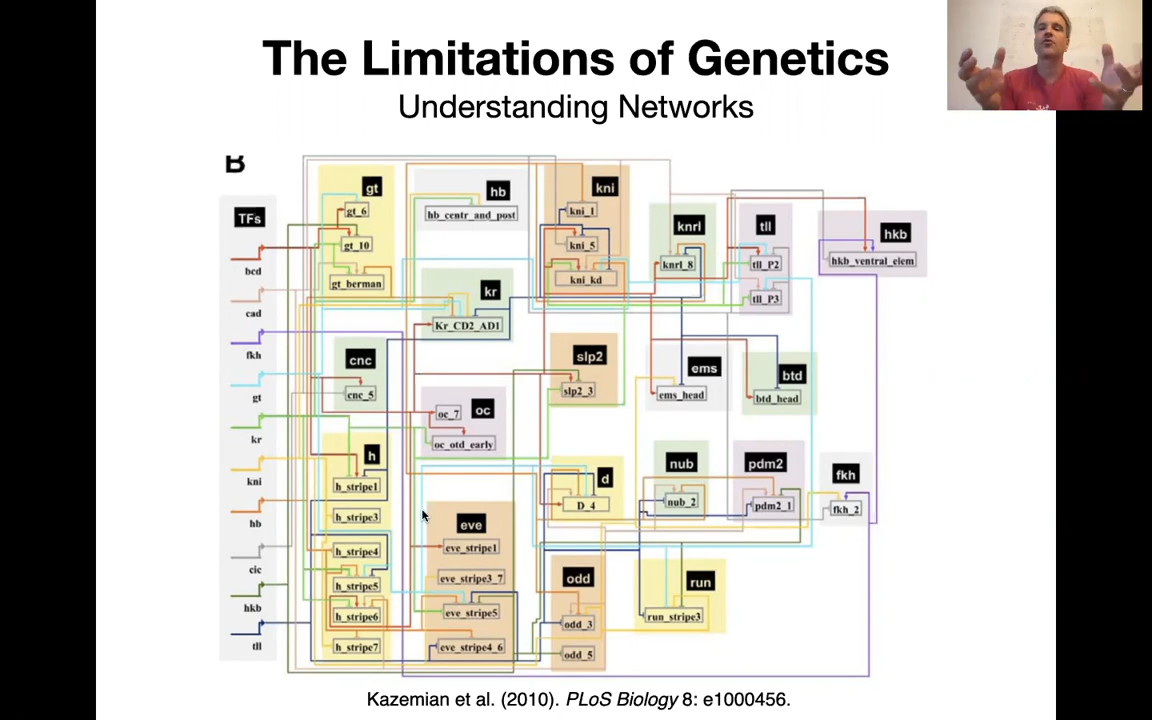 The Limitations of Genetics
Understanding Networks
B
TFs
bcd
cad
fkh
gt
kr
kni
hb
cic
hkb
tll
gt
gt_6
gt_10
gt_berman
hb
hb_centr_and_post
kni
kni_1
kni_5
kni_kd
knrl
knrl_8
tll
tll_P2
tll_P3
hkb
hkb_ventral_elem
kr
Kr_CD2_AD1
cnc
cnc_5
oc
oc_7
oc_otd_early
slp2
slp2_3
ems
ems_head
btd
btd_head
h
h_stripe1
h_stripe3
h_stripe4
h_stripe5
h_stripe6
h_stripe7
eve
eve_stripe1
eve_stripe3_7
eve_stripe5
eve_stripe4_6
d
D_4
nub
nub_2
pdm2
pdm2_1
fkh
fkh_2
odd
odd_3
odd_5
run
run_stripe3
Kazemian et al. (2010). PLoS Biology 8: e1000456.